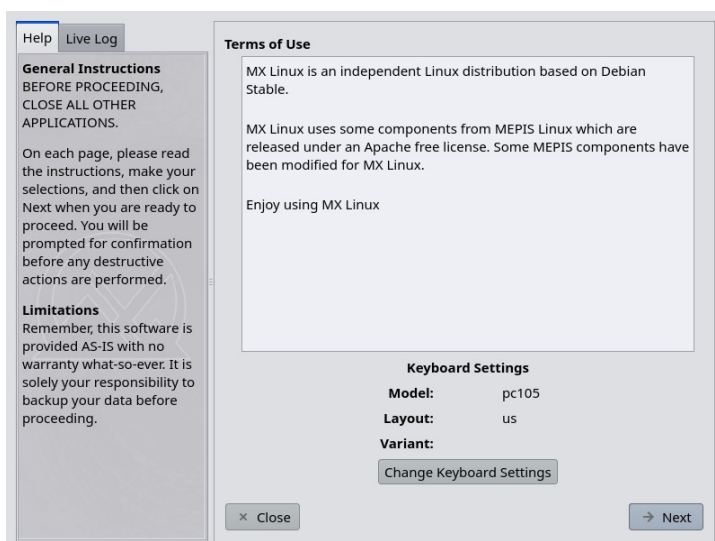 Help
Live Log
General Instructions
BEFORE PROCEEDING,
CLOSE ALL OTHER
APPLICATIONS.
On each page, please read
the instructions, make your
selections, and then click on
Next when you are ready to
proceed. You will be
prompted for confirmation
before any destructive
actions are performed.
Limitations
Remember, this software is
provided AS-IS with no
warranty what-so-ever. It is
solely your responsibility to
backup your data before
proceeding.
Terms of Use
MX Linux is an independent Linux distribution based on Debian
Stable.
MX Linux uses some components from MEPIS Linux which are
released under an Apache free license. Some MEPIS components have
been modified for MX Linux.
Enjoy using MX Linux
Keyboard Settings
Model: pc105
Layout: us
Variant:
Change Keyboard Settings
Close
Next